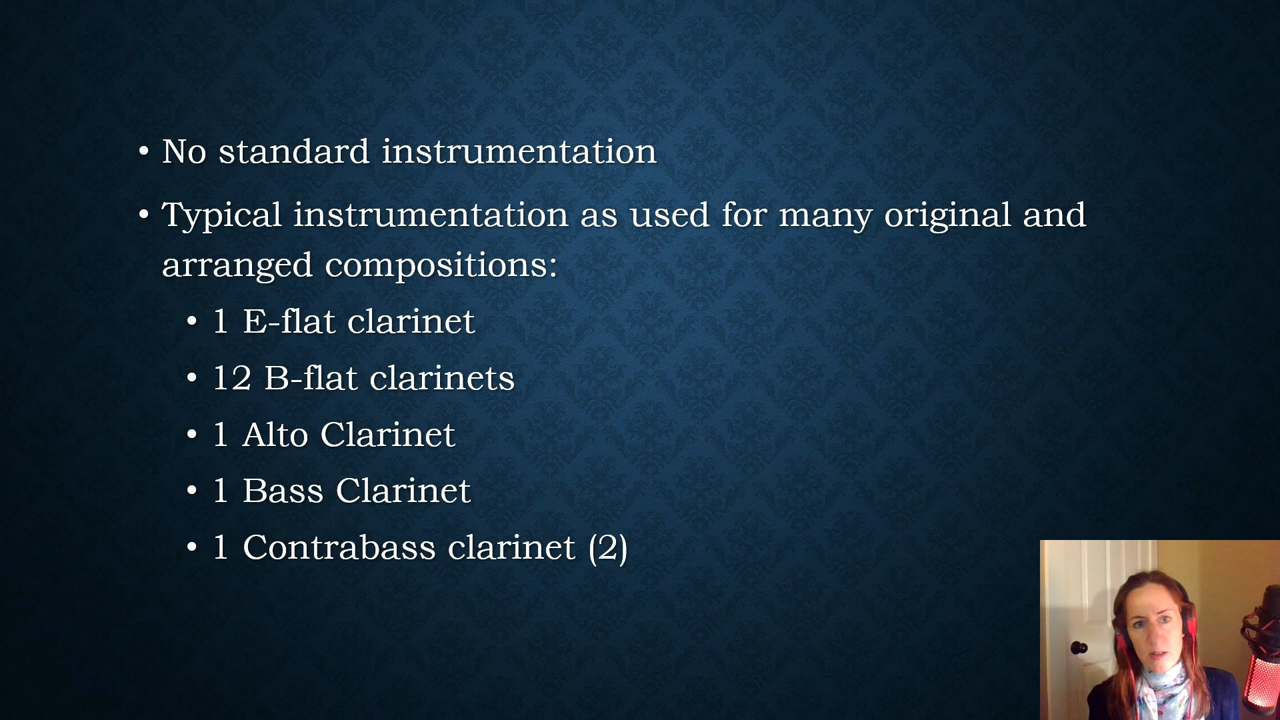 • No standard instrumentation
• Typical instrumentation as used for many original and
arranged compositions:
• 1 E-flat clarinet
• 12 B-flat clarinets
• 1 Alto Clarinet
• 1 Bass Clarinet
• 1 Contrabass clarinet (2)